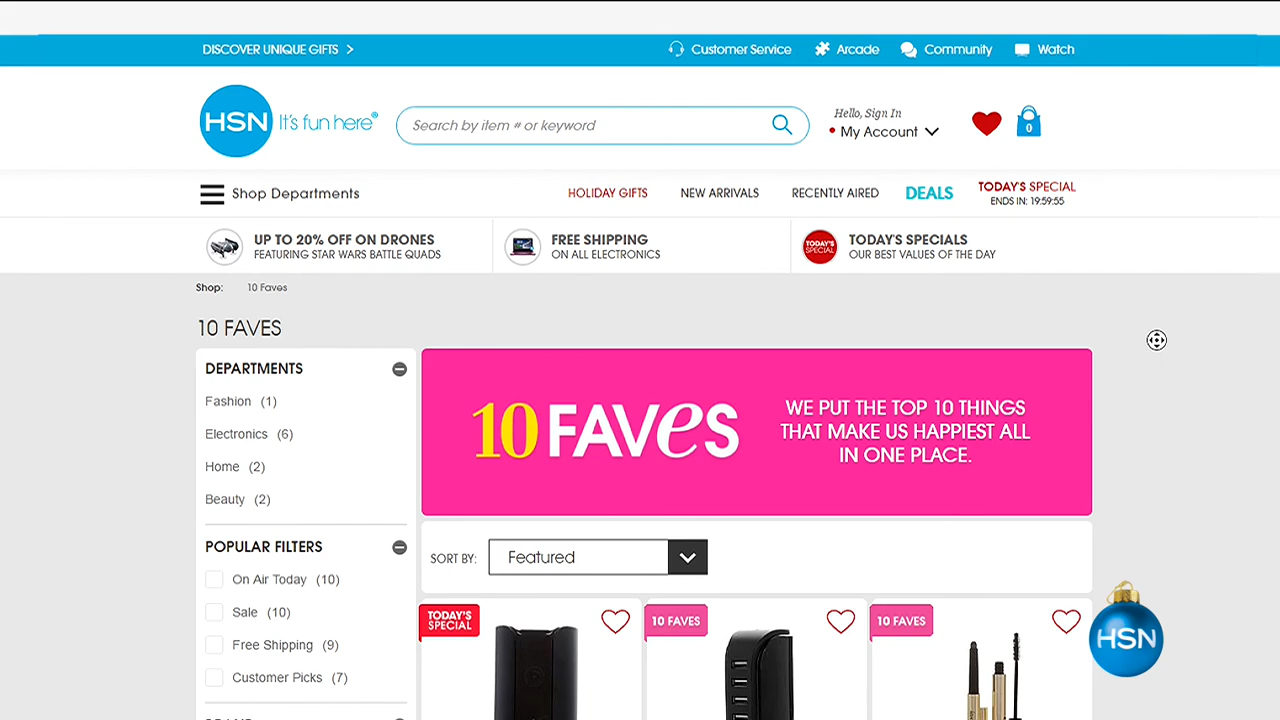 DISCOVER UNIQUE GIFTS >
Customer Service
Arcade
Community
Watch
HSN It's fun here®
Search by item # or keyword
Hello, Sign In
My Account
0
Shop Departments
HOLIDAY GIFTS
NEW ARRIVALS
RECENTLY AIRED
DEALS
TODAY'S SPECIAL
ENDS IN: 19:59:55
UP TO 20% OFF ON DRONES
FEATURING STAR WARS BATTLE QUADS
FREE SHIPPING
ON ALL ELECTRONICS
TODAY'S
SPECIAL
TODAY'S SPECIALS
OUR BEST VALUES OF THE DAY
Shop: 10 Faves
10 FAVES
DEPARTMENTS
Fashion (1)
Electronics (6)
Home (2)
Beauty (2)
POPULAR FILTERS
On Air Today (10)
Sale (10)
Free Shipping (9)
Customer Picks (7)
10 FAVeS
WE PUT THE TOP 10 THINGS
THAT MAKE US HAPPIEST ALL
IN ONE PLACE.
SORT BY: Featured
TODAY'S
SPECIAL
10 FAVES
10 FAVES
HSN